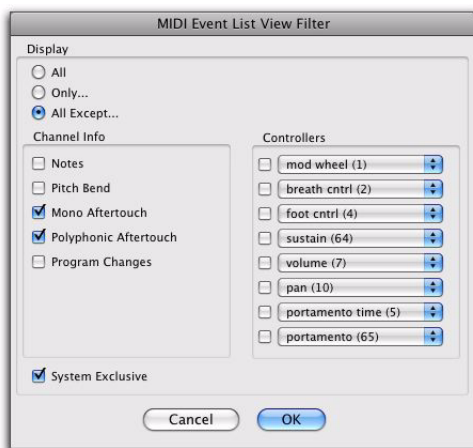 MIDI Event List View Filter
Display
All
Only...
All Except...
Channel Info
Notes
Pitch Bend
Mono Aftertouch
Polyphonic Aftertouch
Program Changes
Controllers
mod wheel (1)
breath cntrl (2)
foot cntrl (4)
sustain (64)
volume (7)
pan (10)
portamento time (5)
portamento (65)
System Exclusive
Cancel
OK